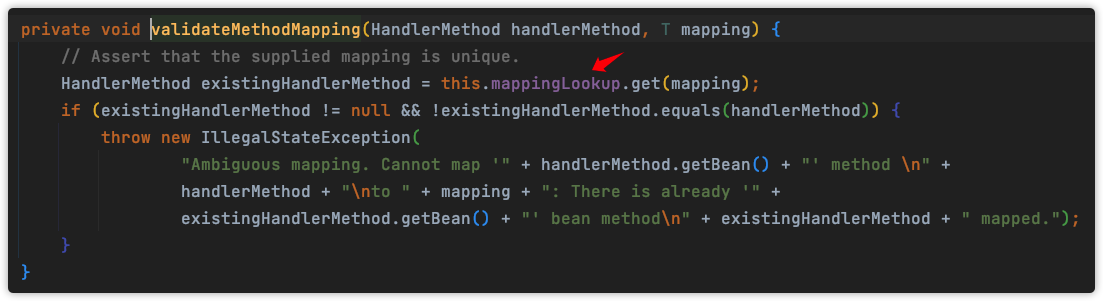 private void validateMethodMapping(HandlerMethod handlerMethod, T mapping) {
    // Assert that the supplied mapping is unique.
    HandlerMethod existingHandlerMethod = this.mappingLookup.get(mapping);
    if (existingHandlerMethod != null && !existingHandlerMethod.equals(handlerMethod)) {
        throw new IllegalStateException(
                "Ambiguous mapping. Cannot map '" + handlerMethod.getBean() + "' method \n" +
                handlerMethod + "\nto " + mapping + ": There is already '" +
                existingHandlerMethod.getBean() + "' bean method\n" + existingHandlerMethod + " mapped.");
    }
}